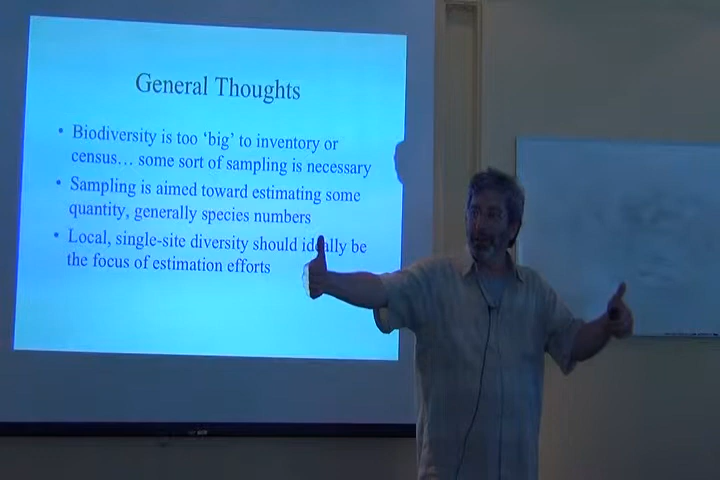 General Thoughts
• Biodiversity is too ‘big’ to inventory or
census… some sort of sampling is necessary
• Sampling is aimed toward estimating some
quantity, generally species numbers
• Local, single-site diversity should ideally be
the focus of estimation efforts